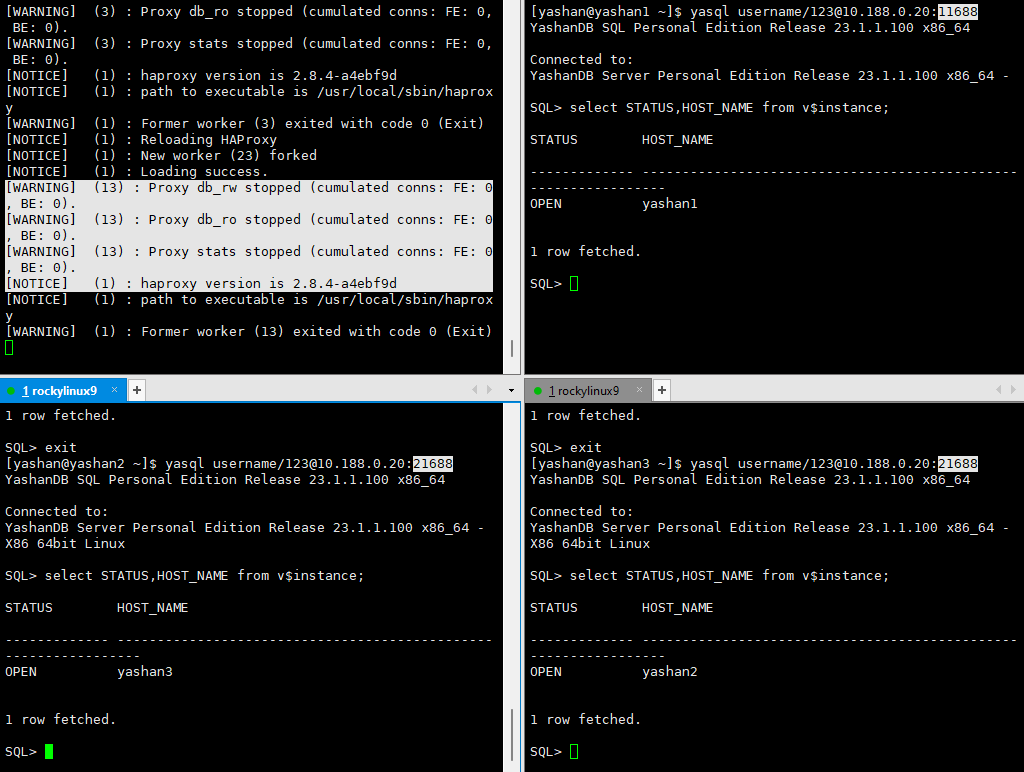 [WARNING]  (3) : Proxy db_ro stopped (cumulated conns: FE: 0,
 BE: 0).
[WARNING]  (3) : Proxy stats stopped (cumulated conns: FE: 0,
 BE: 0).
[NOTICE]   (1) : haproxy version is 2.8.4-a4ebf9d
[NOTICE]   (1) : path to executable is /usr/local/sbin/haprox
y
[WARNING]  (1) : Former worker (3) exited with code 0 (Exit)
[NOTICE]   (1) : Reloading HAProxy
[NOTICE]   (1) : New worker (23) forked
[NOTICE]   (1) : Loading success.
[WARNING]  (13) : Proxy db_rw stopped (cumulated conns: FE: 0
, BE: 0).
[WARNING]  (13) : Proxy db_ro stopped (cumulated conns: FE: 0
, BE: 0).
[WARNING]  (13) : Proxy stats stopped (cumulated conns: FE: 0
, BE: 0).
[NOTICE]   (1) : haproxy version is 2.8.4-a4ebf9d
[NOTICE]   (1) : path to executable is /usr/local/sbin/haprox
y
[WARNING]  (1) : Former worker (13) exited with code 0 (Exit)
[yashan@yashan1 ~]$ yasql username/123@10.188.0.20:11688
YashanDB SQL Personal Edition Release 23.1.1.100 x86_64
Connected to:
YashanDB Server Personal Edition Release 23.1.1.100 x86_64 -
SQL> select STATUS,HOST_NAME from v$instance;
STATUS        HOST_NAME
------------- -----------------------------------------------
-----------------
OPEN          yashan1
1 row fetched.
SQL>
1 rockylinux9 × +
1 row fetched.
SQL> exit
[yashan@yashan2 ~]$ yasql username/123@10.188.0.20:21688
YashanDB SQL Personal Edition Release 23.1.1.100 x86_64
Connected to:
YashanDB Server Personal Edition Release 23.1.1.100 x86_64 -
X86 64bit Linux
SQL> select STATUS,HOST_NAME from v$instance;
STATUS        HOST_NAME
------------- -----------------------------------------------
-----------------
OPEN          yashan3
1 row fetched.
SQL>
1 rockylinux9 × +
1 row fetched.
SQL> exit
[yashan@yashan3 ~]$ yasql username/123@10.188.0.20:21688
YashanDB SQL Personal Edition Release 23.1.1.100 x86_64
Connected to:
YashanDB Server Personal Edition Release 23.1.1.100 x86_64 -
X86 64bit Linux
SQL> select STATUS,HOST_NAME from v$instance;
STATUS        HOST_NAME
------------- -----------------------------------------------
-----------------
OPEN          yashan2
1 row fetched.
SQL>